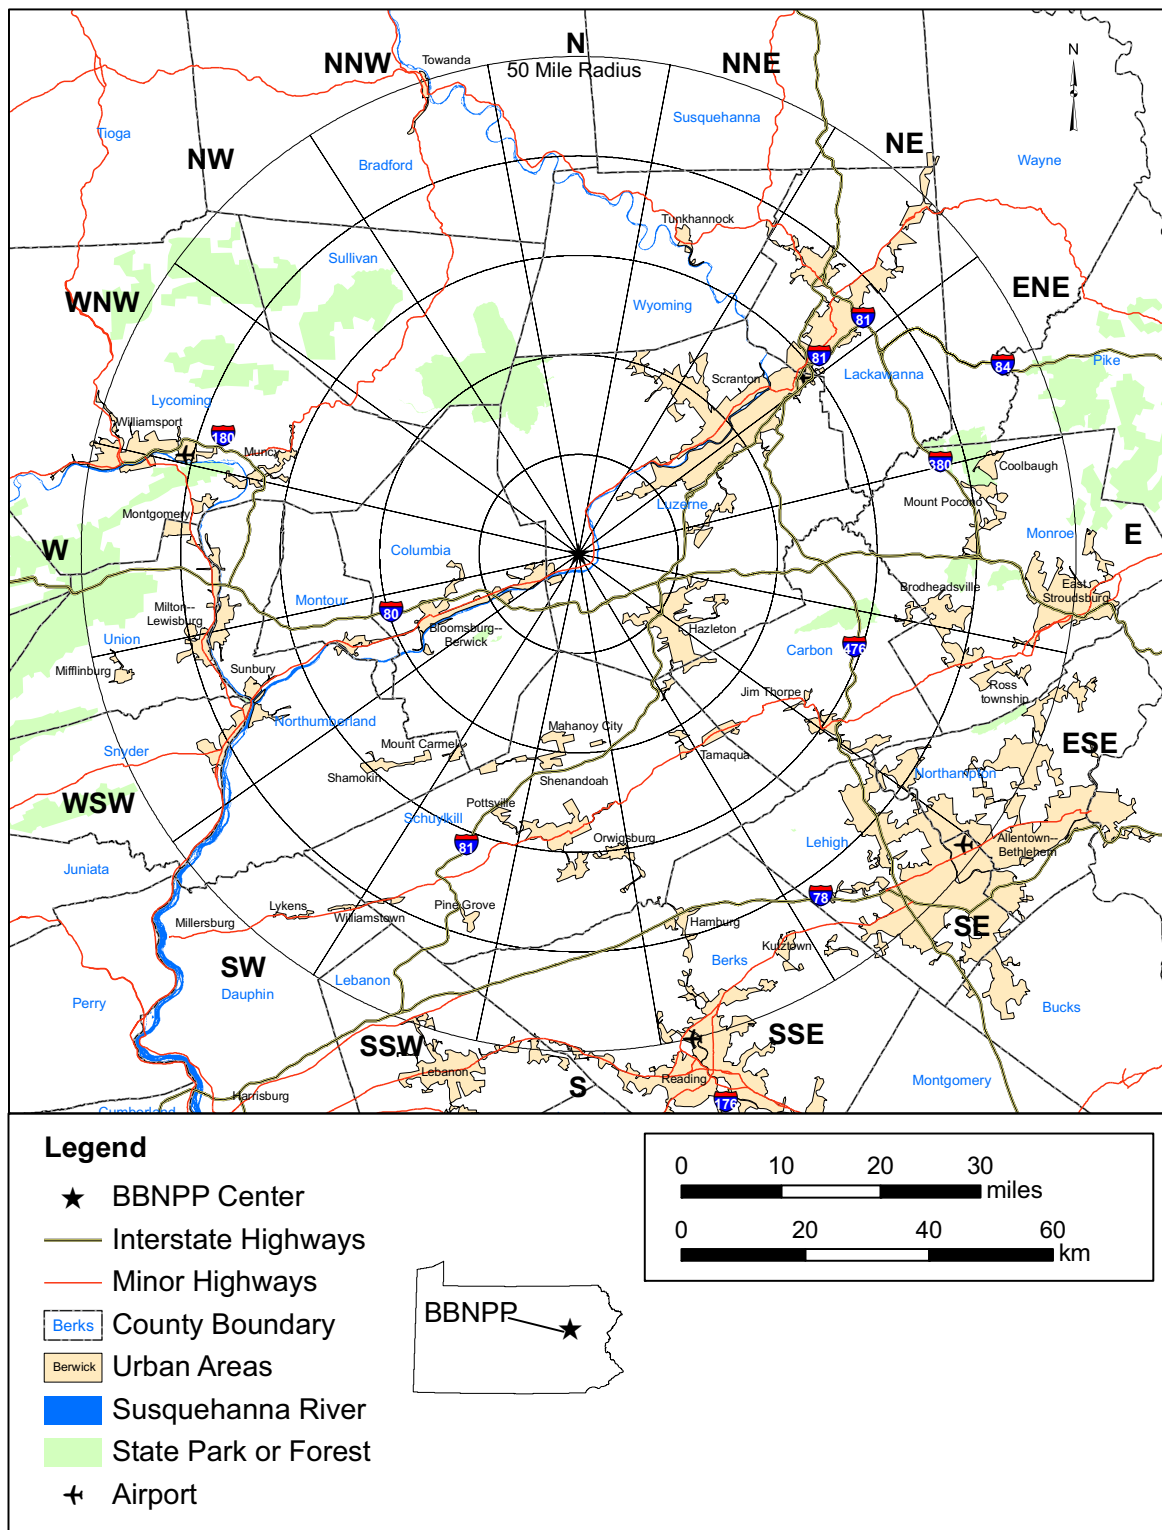 N
NNW
Towanda
50 Mile Radius
NNE
N
Susquehanna
Tioga
NW
Bradford
NE
Wayne
Tunkhannock
Sullivan
WNW
Wyoming
ENE
81
81
84
Pike
Scranton
Lackawanna
Lycoming
Williamsport
180
Muncy
380
Coolbaugh
Mount Pocono
Luzerne
Montgomery
W
Columbia
Monroe
E
Brodheadsville
East
Stroudsburg
Montour
80
Milton--
Lewisburg
Bloomsburg--
Berwick
Hazleton
Union
Carbon
476
Mifflinburg
Sunbury
Ross
township
Jim Thorpe
Northumberland
Mahanoy City
Mount Carmel
Tamaqua
ESE
Snyder
Shamokin
Shenandoah
Northampton
WSW
Pottsville
Schuylkill
81
Orwigsburg
Lehigh
Allentown--
Bethlehem
Juniata
78
Lykens
Williamstown
Pine Grove
Millersburg
Hamburg
SE
Kutztown
SW
Dauphin
Lebanon
Berks
Perry
Bucks
SSW
SSE
Lebanon
S
Reading
Montgomery
Harrisburg
176
Cumberland
Legend
BBNPP Center
Interstate Highways
Minor Highways
Berks County Boundary
Berwick Urban Areas
Susquehanna River
State Park or Forest
Airport
BBNPP
0 10 20 30
miles
0 20 40 60
km